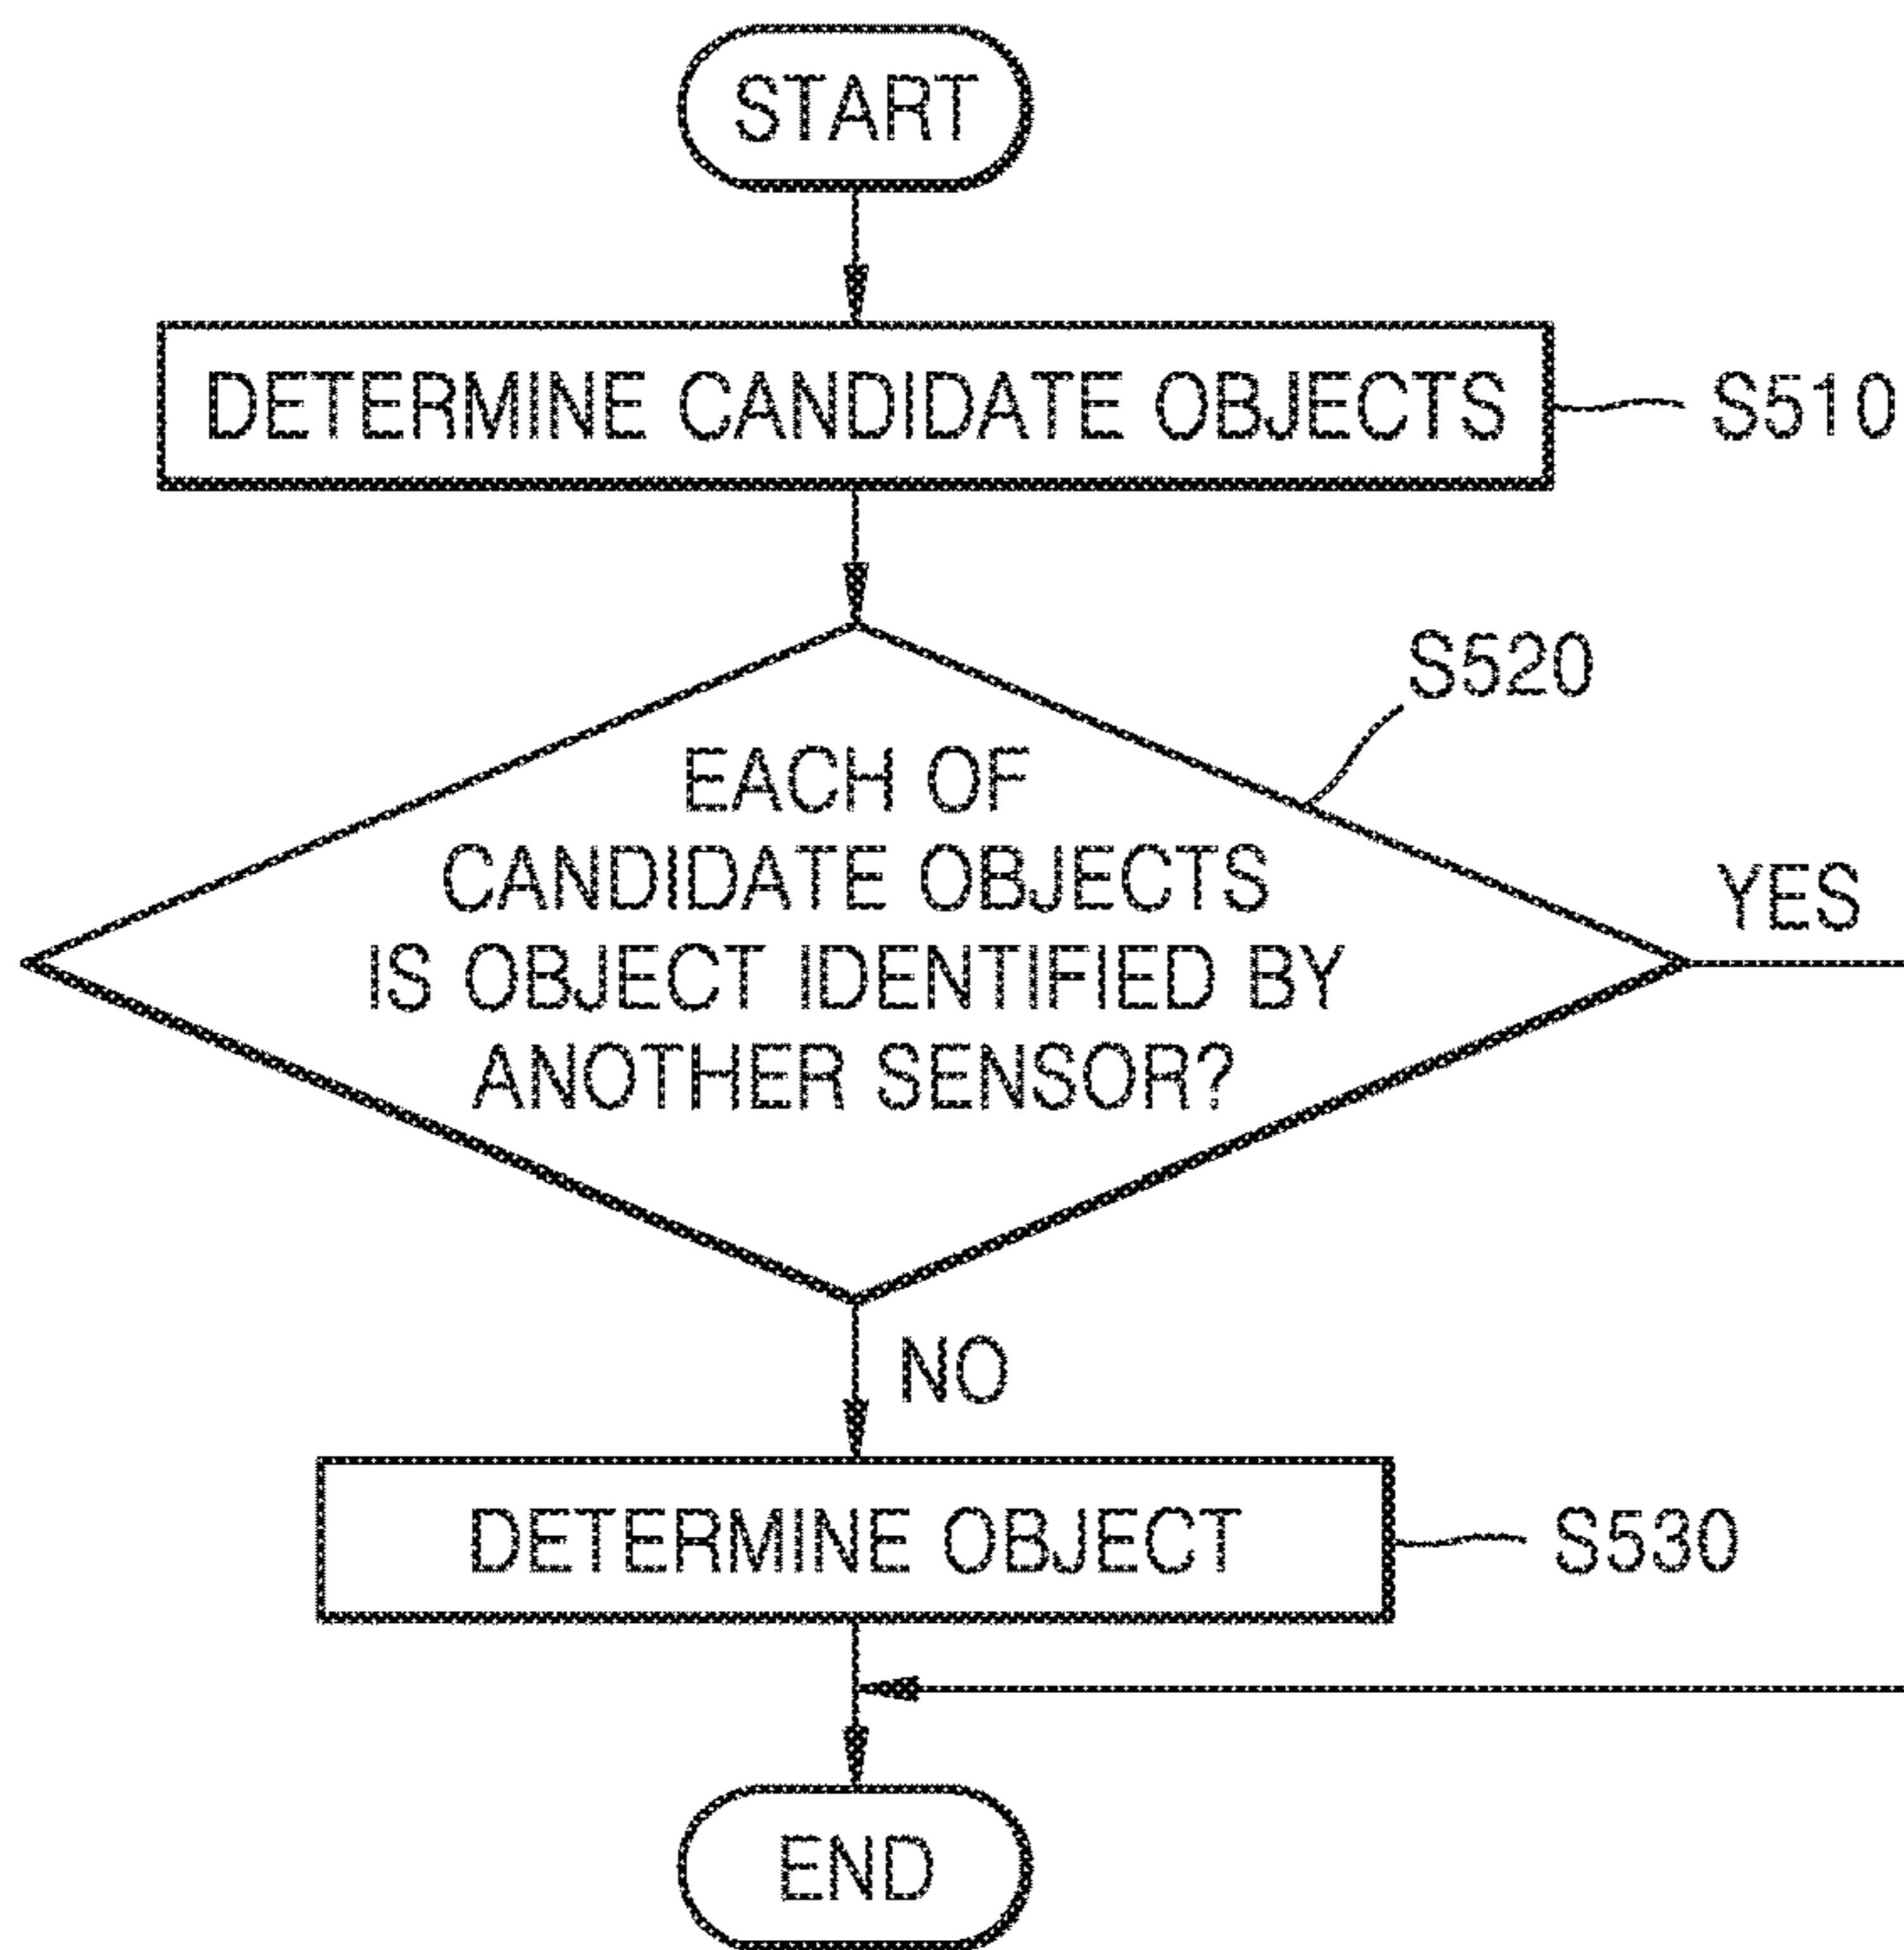 START
DETERMINE CANDIDATE OBJECTS
S510
S520
EACH OF
CANDIDATE OBJECTS
IS OBJECT IDENTIFIED BY
ANOTHER SENSOR?
YES
NO
DETERMINE OBJECT
S530
END